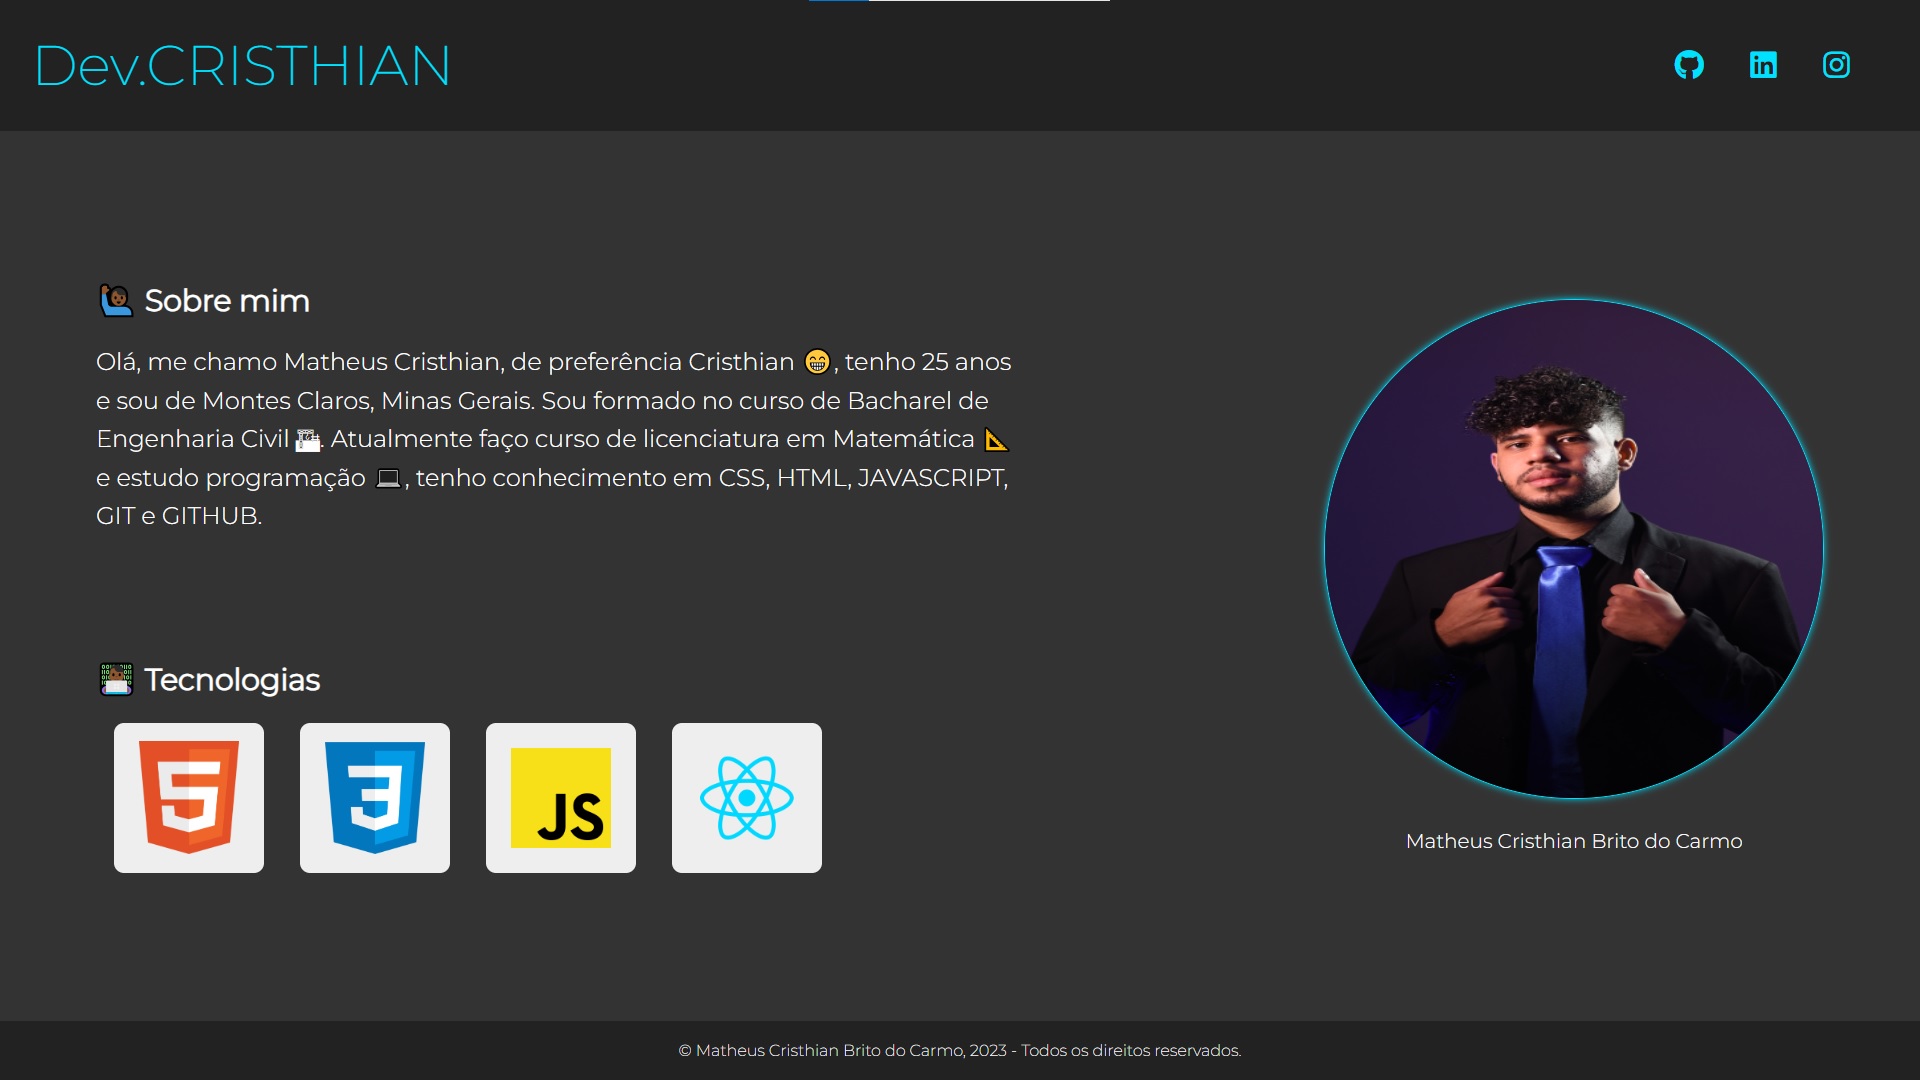 Dev.CRISTHIAN
Sobre mim
Olá, me chamo Matheus Cristhian, de preferência Cristhian 😁, tenho 25 anos
e sou de Montes Claros, Minas Gerais. Sou formado no curso de Bacharel de
Engenharia Civil 🏗. Atualmente faço curso de licenciatura em Matemática 📐
e estudo programação 💻, tenho conhecimento em CSS, HTML, JAVASCRIPT,
GIT e GITHUB.
Tecnologias
5 3 JS
Matheus Cristhian Brito do Carmo
© Matheus Cristhian Brito do Carmo, 2023 - Todos os direitos reservados.